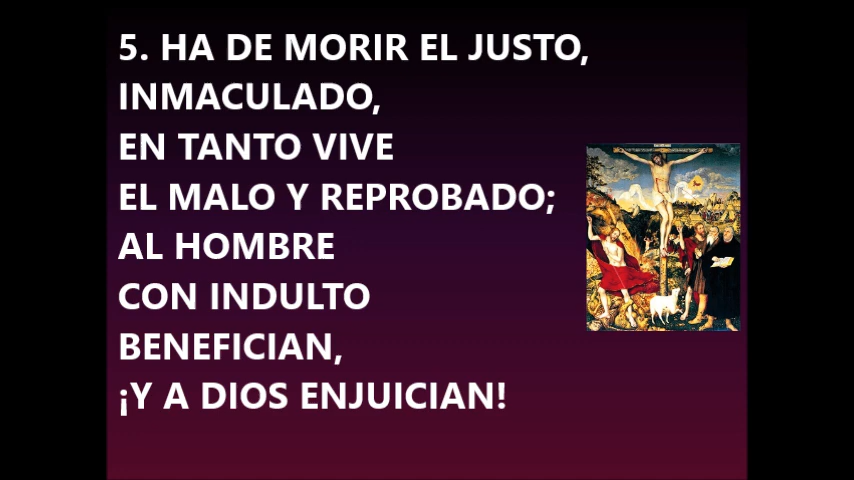 5. HA DE MORIR EL JUSTO,
INMACULADO,
EN TANTO VIVE
EL MALO Y REPROBADO;
AL HOMBRE
CON INDULTO
BENEFICIAN,
¡Y A DIOS ENJUICIAN!